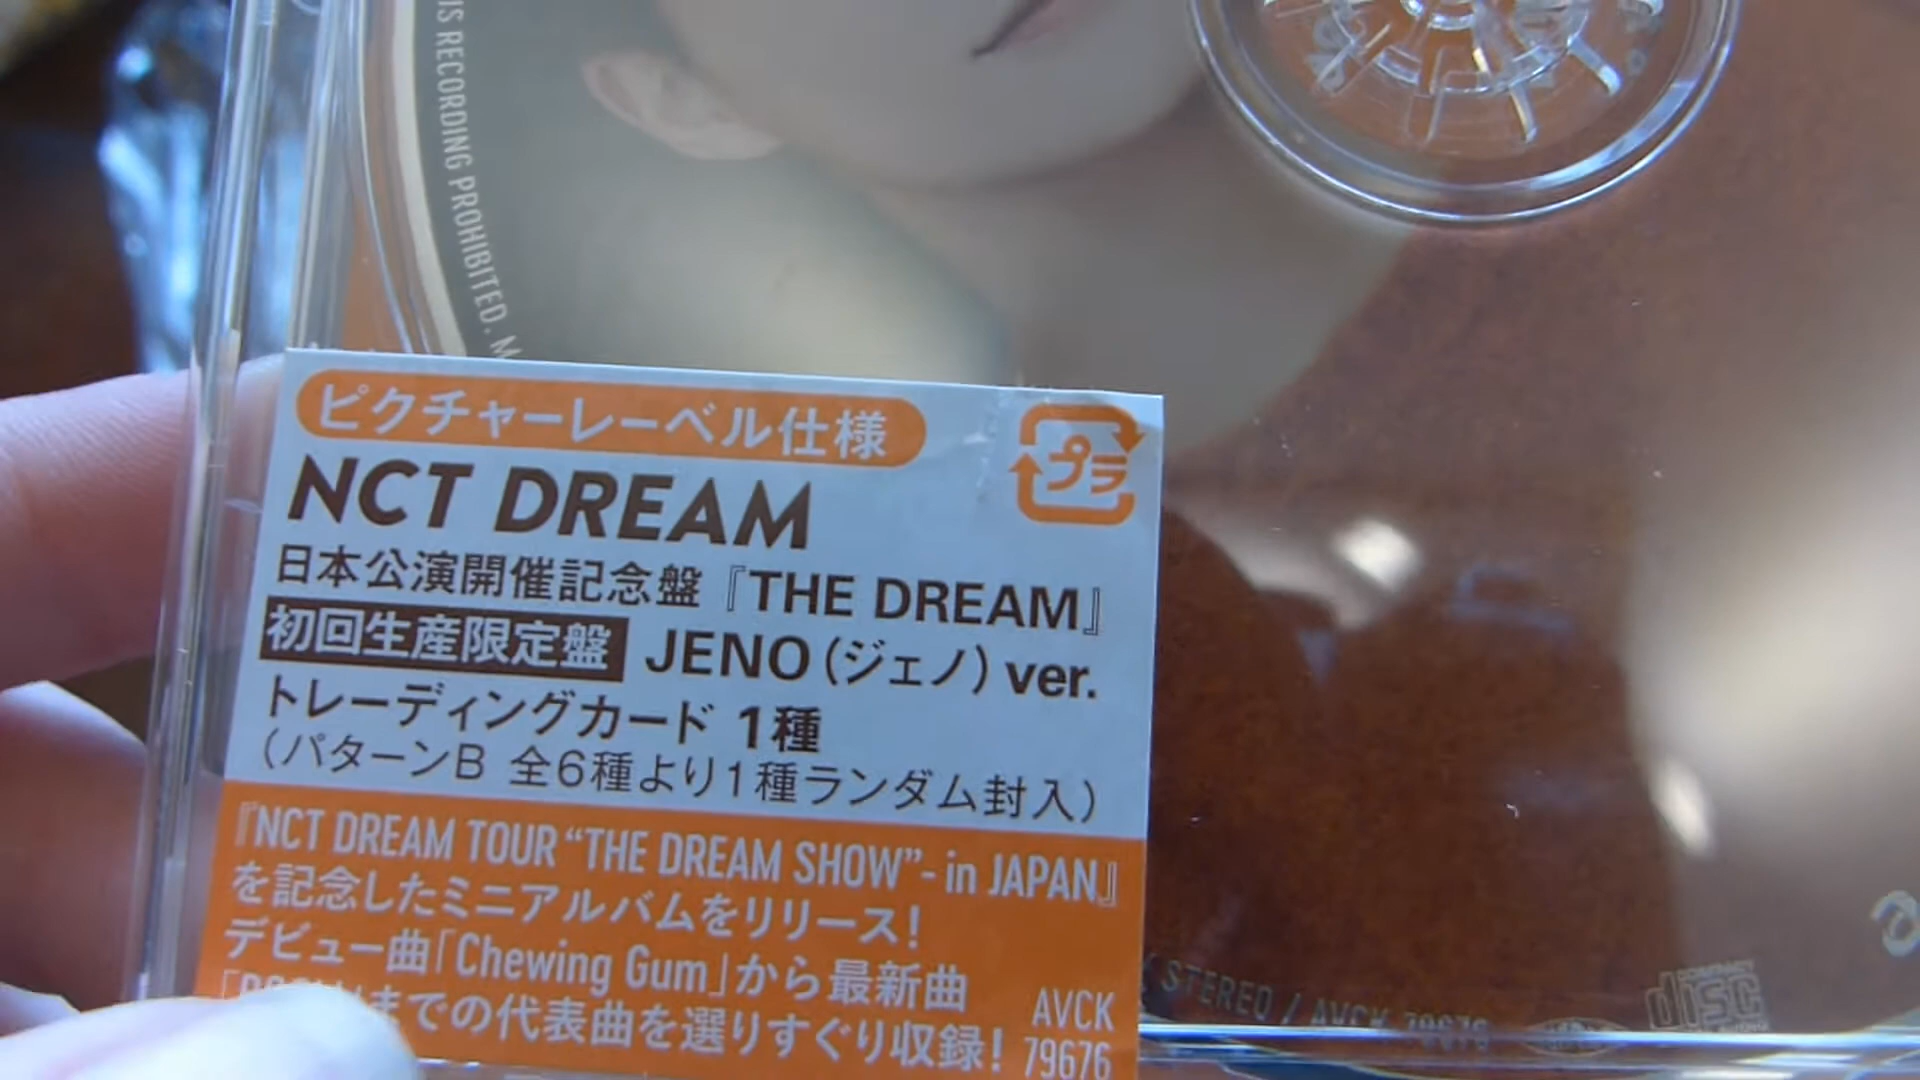 IS RECORDING PROHIBITED. M
ピクチャーレーベル仕様
プラ
NCT DREAM
日本公演開催記念盤『THE DREAM』
初回生産限定盤 JENO(ジェノ) ver.
トレーディングカード 1種
(パターンB 全6種より1種ランダム封入)
『NCT DREAM TOUR “THE DREAM SHOW”- in JAPAN』
を記念したミニアルバムをリリース!
デビュー曲「Chewing Gum」から最新曲
までの代表曲を選りすぐり収録!
AVCK
79676
STEREO / AVCK 79676
disc